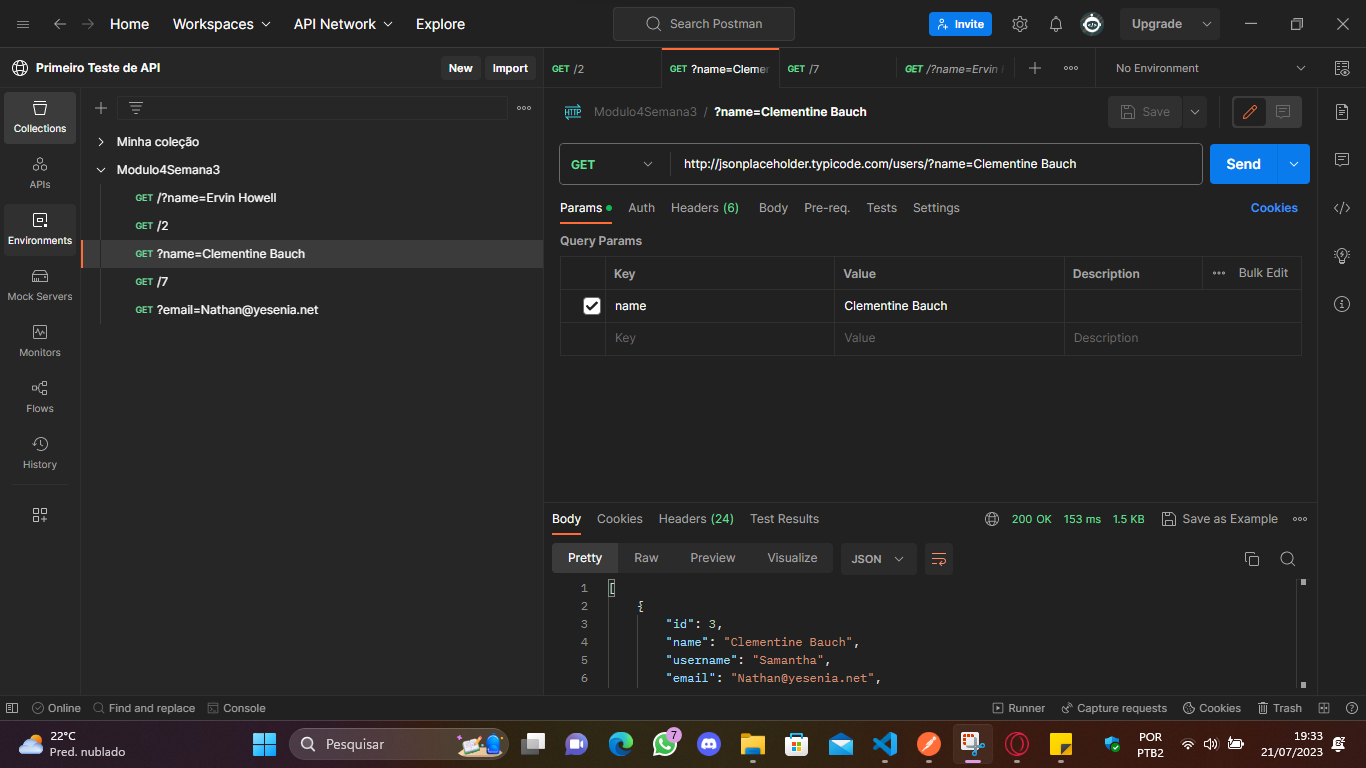 Home Workspaces API Network Explore Search Postman Invite Upgrade
Primeiro Teste de API New Import GET /2 GET ?name=Clemen GET /7 GET /?name=Ervin No Environment
Collections
APIs
Environments
Mock Servers
Monitors
Flows
History
Minha coleção
Modulo4Semana3
GET /?name=Ervin Howell
GET /2
GET ?name=Clementine Bauch
GET /7
GET ?email=Nathan@yesenia.net
HTTP Modulo4Semana3 / ?name=Clementine Bauch Save
GET http://jsonplaceholder.typicode.com/users/?name=Clementine Bauch Send
Params Auth Headers (6) Body Pre-req. Tests Settings Cookies
Query Params
Key Value Description Bulk Edit
name Clementine Bauch
Key Value Description
Body Cookies Headers (24) Test Results 200 OK 153 ms 1.5 KB Save as Example
Pretty Raw Preview Visualize JSON
1 [
2 {
3 "id": 3,
4 "name": "Clementine Bauch",
5 "username": "Samantha",
6 "email": "Nathan@yesenia.net",
Online Find and replace Console Runner Capture requests Cookies Trash
22°C
Pred. nublado
Pesquisar
7
POR
PTB2
19:33
21/07/2023